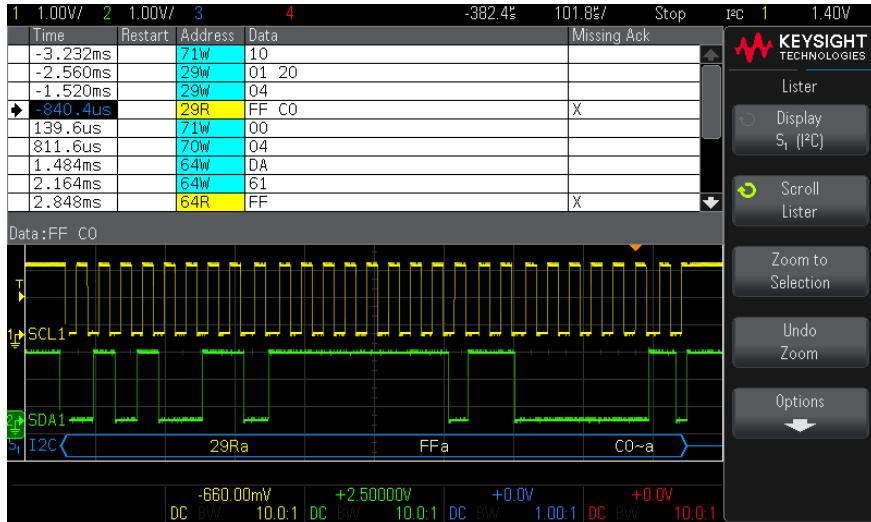 1 1.00V/ 2 1.00V/ 3 4 -382.4µs 101.8µs/ Stop I²C 1 1.40V
Time Restart Address Data Missing Ack
-3.232ms 71W 10
-2.560ms 29W 01 20
-1.520ms 29W 04
-840.4us 29R FF C0 X
139.6us 71W 00
811.6us 70W 04
1.484ms 64W DA
2.164ms 64W 61
2.848ms 64R FF X
Data:FF C0
KEYSIGHT
TECHNOLOGIES
Lister
Display
S₁ (I²C)
Scroll
Lister
Zoom to
Selection
Undo
Zoom
Options
T
1 SCL1
2 SDA1
S₁ I2C 29Ra FFa C0~a
-660.00mV +2.50000V +0.0V +0.0V
DC BW 10.0:1 DC BW 10.0:1 DC BW 1.00:1 DC BW 10.0:1